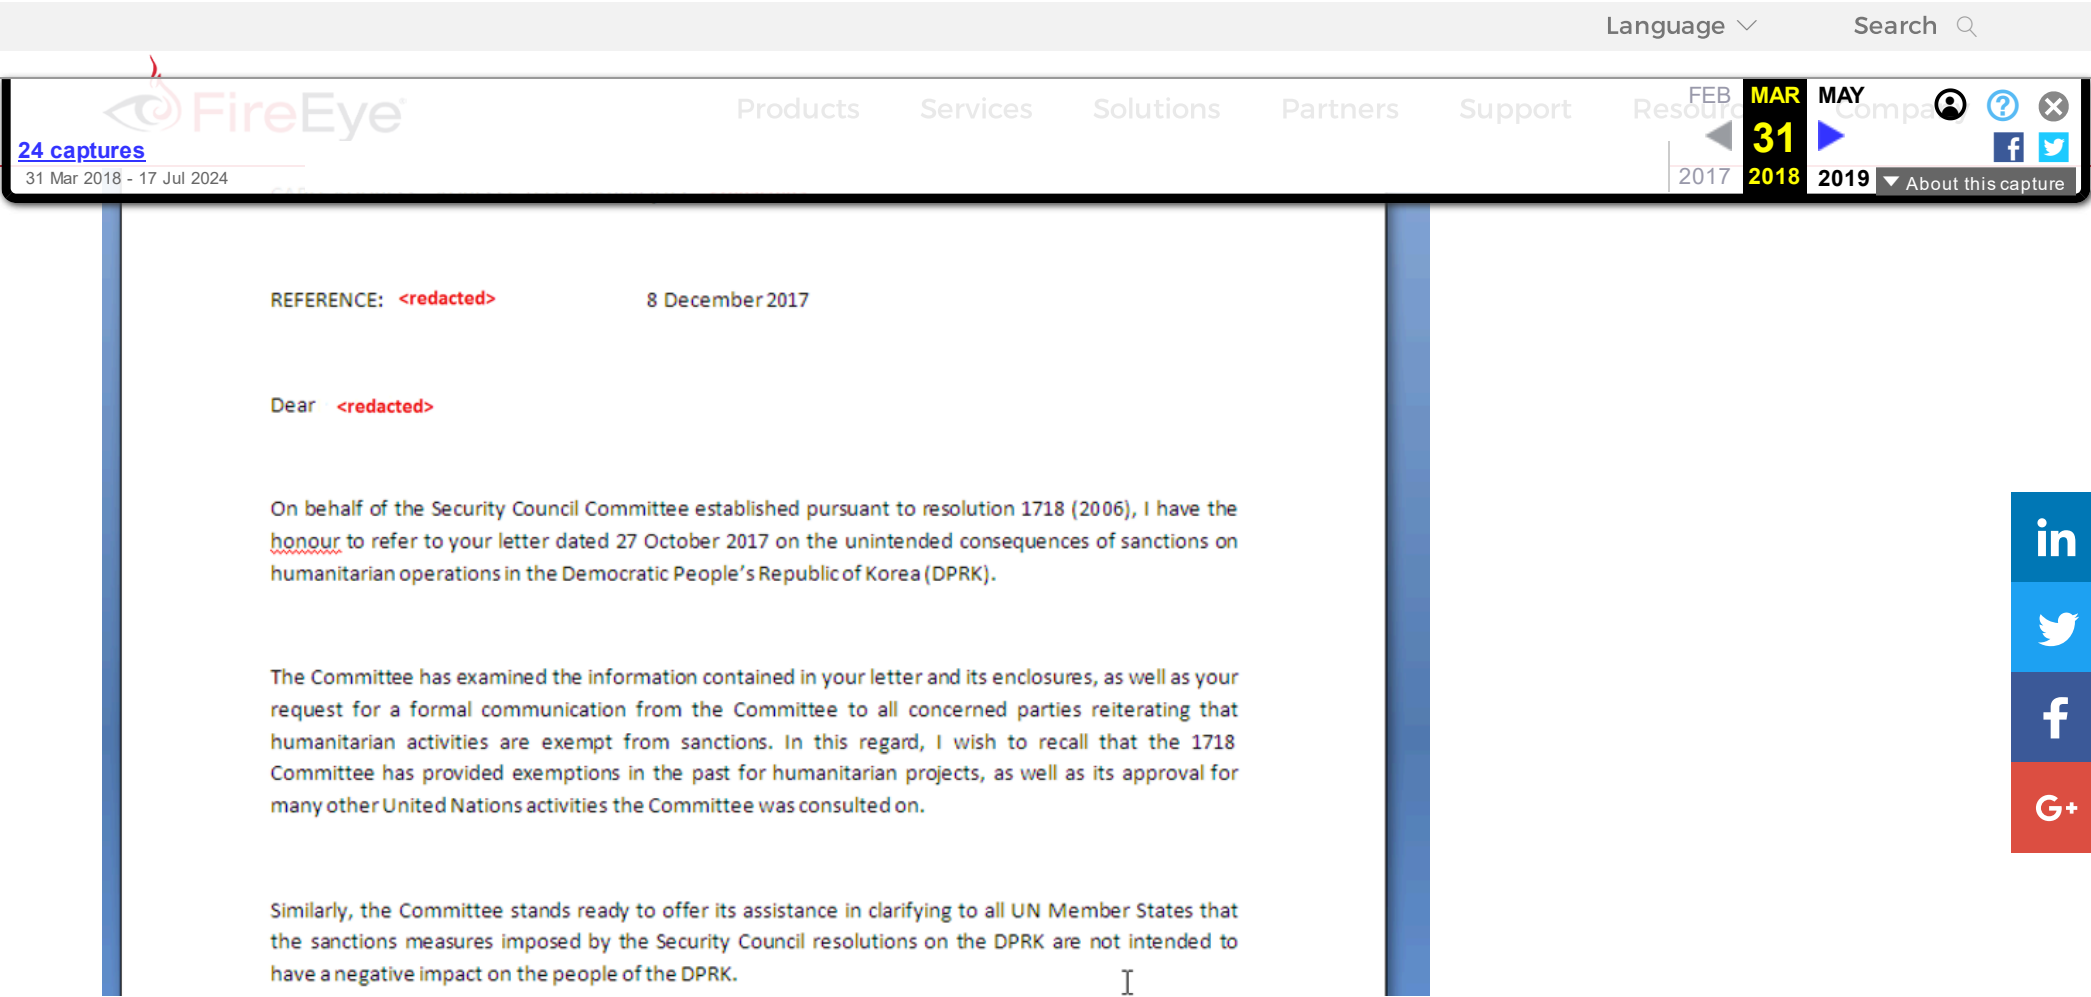 Language
Search
FireEye
Products Services Solutions Partners Support Resourc Compa
FEB MAR MAY
24 captures
31
31 Mar 2018 - 17 Jul 2024
2017 2018 2019
About this capture
REFERENCE: <redacted> 8 December 2017
Dear <redacted>
On behalf of the Security Council Committee established pursuant to resolution 1718 (2006), I have the
honour to refer to your letter dated 27 October 2017 on the unintended consequences of sanctions on
humanitarian operations in the Democratic People's Republic of Korea (DPRK).
The Committee has examined the information contained in your letter and its enclosures, as well as your
request for a formal communication from the Committee to all concerned parties reiterating that
humanitarian activities are exempt from sanctions. In this regard, I wish to recall that the 1718
Committee has provided exemptions in the past for humanitarian projects, as well as its approval for
many other United Nations activities the Committee was consulted on.
Similarly, the Committee stands ready to offer its assistance in clarifying to all UN Member States that
the sanctions measures imposed by the Security Council resolutions on the DPRK are not intended to
have a negative impact on the people of the DPRK.
in
f
G+